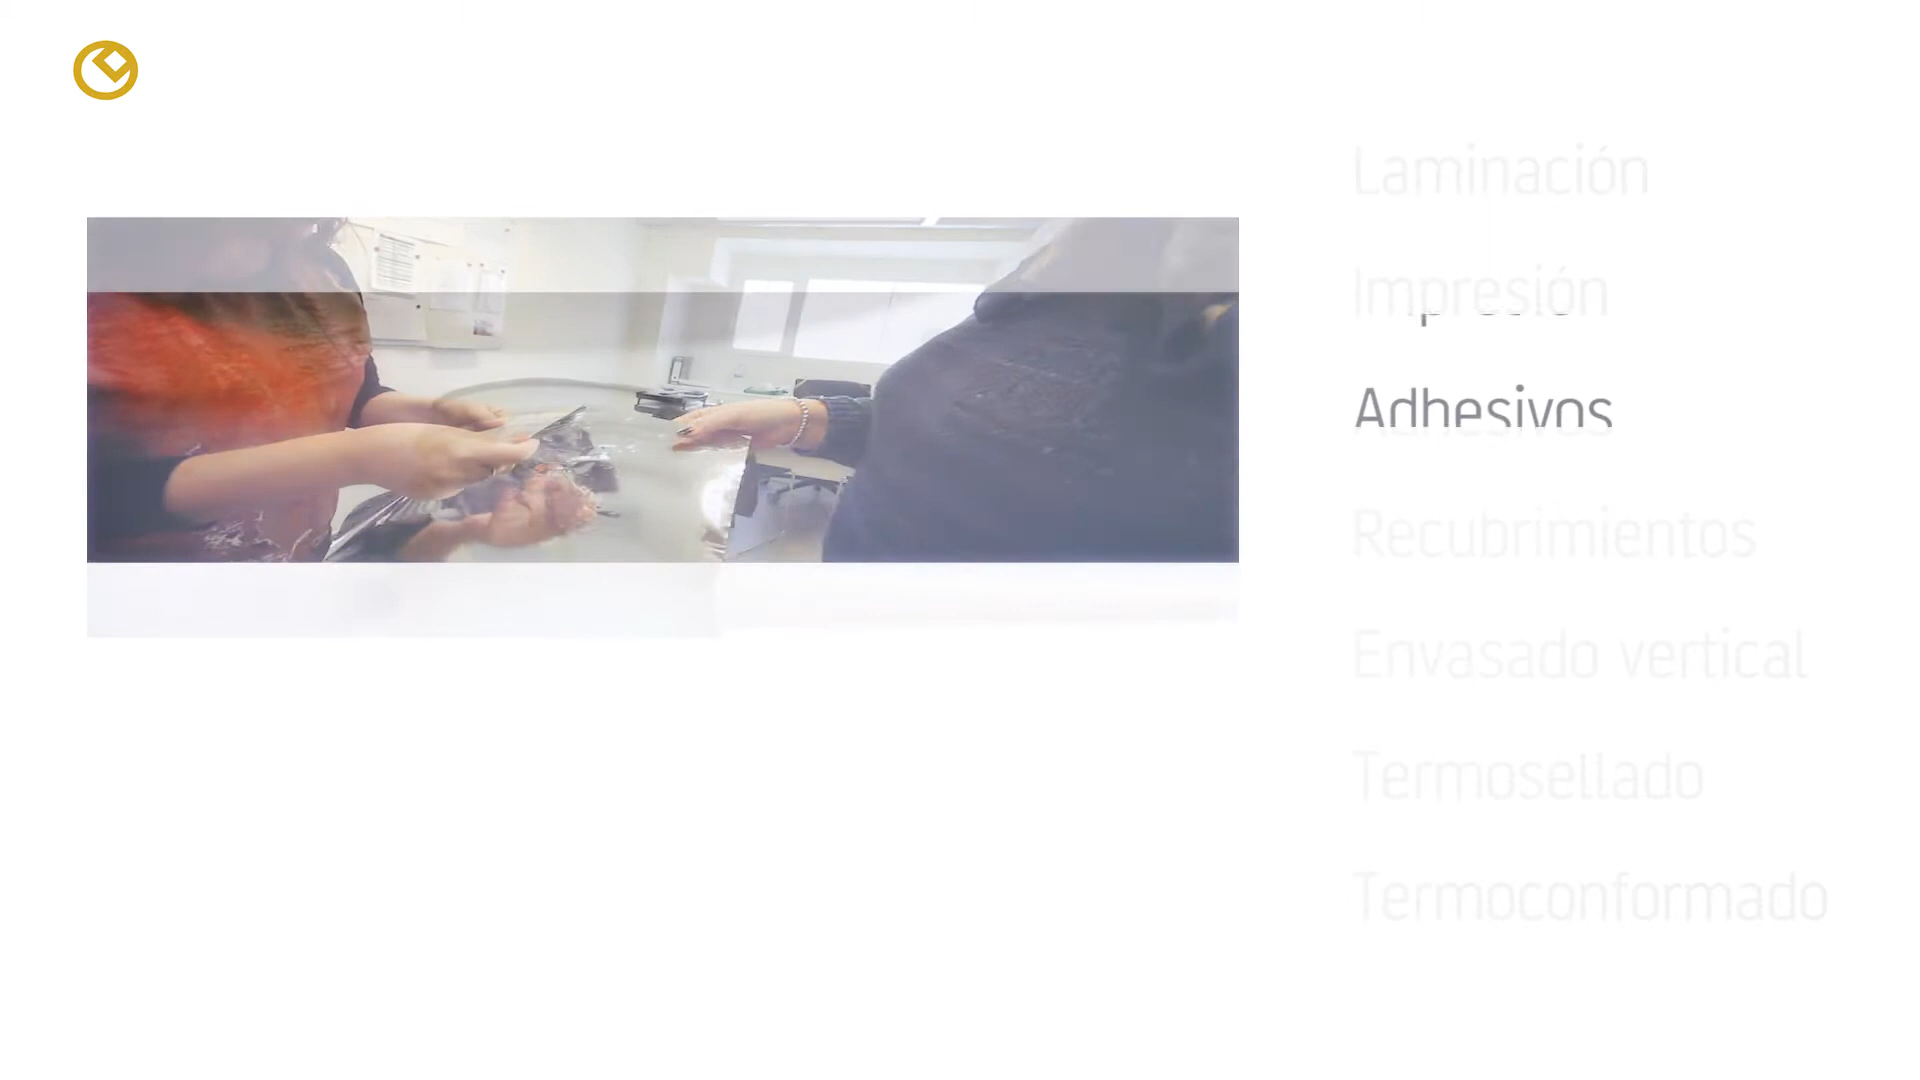 Laminación
Impresión
Adhesivos
Recubrimientos
Envasado vertical
Termosellado
Termoconformado